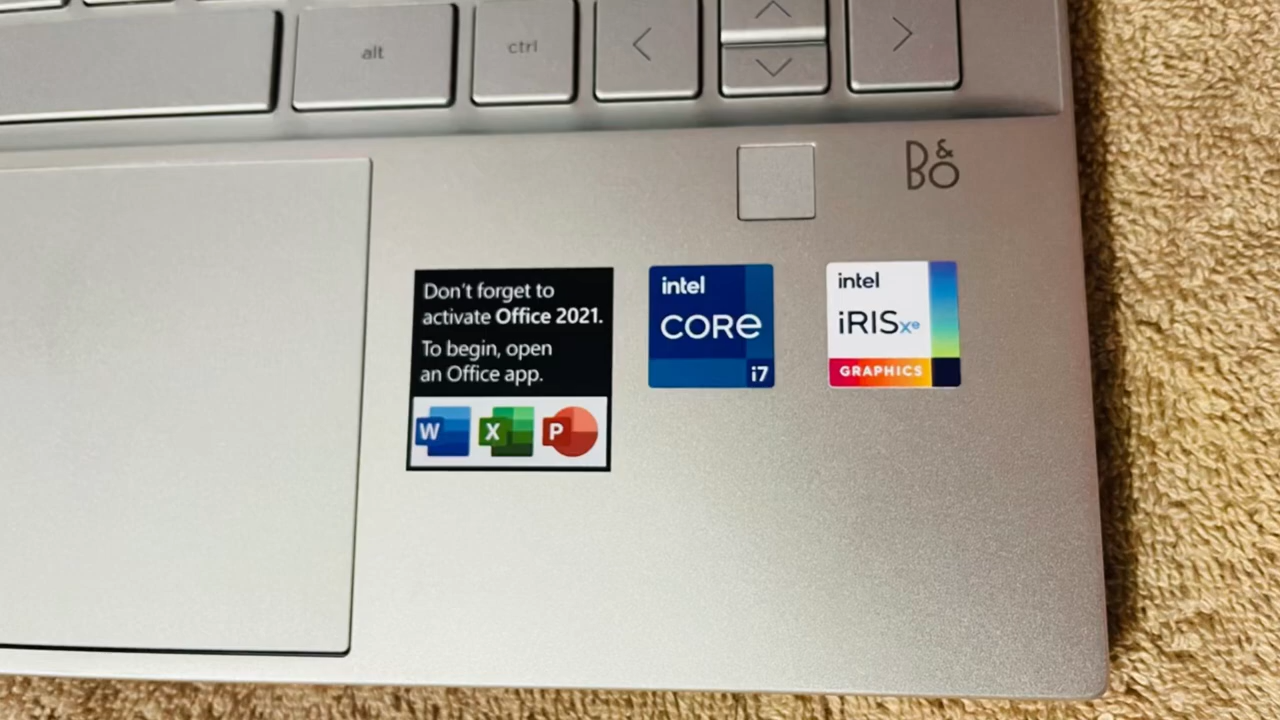 alt
ctrl
B&O
Don't forget to
activate Office 2021.
To begin, open
an Office app.
W X P
intel
CORE
i7
intel
iRISxe
GRAPHICS